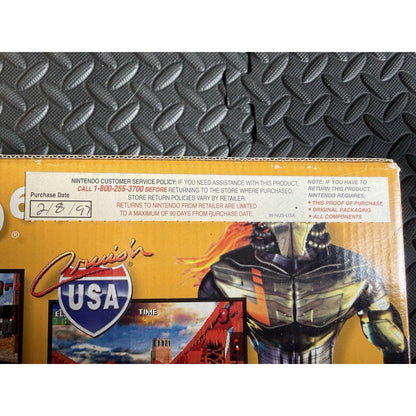 NINTENDO CUSTOMER SERVICE POLICY: IF YOU NEED ASSISTANCE WITH THIS PRODUCT,
CALL 1-800-255-3700 BEFORE RETURNING TO THE STORE WHERE PURCHASED.
STORE RETURN POLICIES VARY BY RETAILER.
RETURNS TO NINTENDO FROM RETAILER ARE LIMITED
TO A MAXIMUM OF 90 DAYS FROM PURCHASE DATE.
W-NUS-USA
Purchase Date
2/8/97
NOTE: IF YOU HAVE TO
RETURN THIS PRODUCT,
NINTENDO REQUIRES:
▲ THIS PROOF OF PURCHASE
▲ ORIGINAL PACKAGING
▲ ALL COMPONENTS
®
Cruis'n
USA
TIME